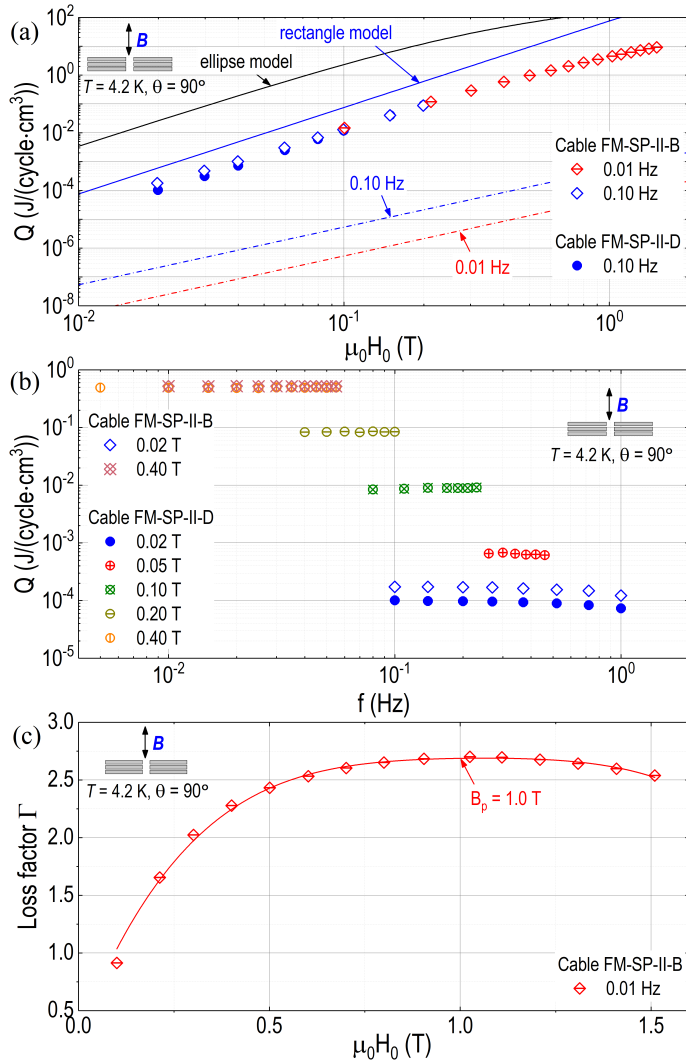 (a)
10²
10⁰
10⁻²
10⁻⁴
10⁻⁶
10⁻⁸
Q (J/(cycle·cm³))
B
T = 4.2 K, θ = 90°
ellipse model
rectangle model
0.10 Hz
0.01 Hz
Cable FM-SP-II-B
0.01 Hz
0.10 Hz
Cable FM-SP-II-D
0.10 Hz
10⁻² 10⁻¹ 10⁰
μ₀H₀ (T)
(b)
10⁰
10⁻¹
10⁻²
10⁻³
10⁻⁴
10⁻⁵
Q (J/(cycle·cm³))
Cable FM-SP-II-B
0.02 T
0.40 T
Cable FM-SP-II-D
0.02 T
0.05 T
0.10 T
0.20 T
0.40 T
B
T = 4.2 K, θ = 90°
10⁻² 10⁻¹ 10⁰
f (Hz)
(c)
3.0
2.5
2.0
1.5
1.0
0.5
Loss factor Γ
B
T = 4.2 K, θ = 90°
Bₚ = 1.0 T
Cable FM-SP-II-B
0.01 Hz
0.0 0.5 1.0 1.5
μ₀H₀ (T)